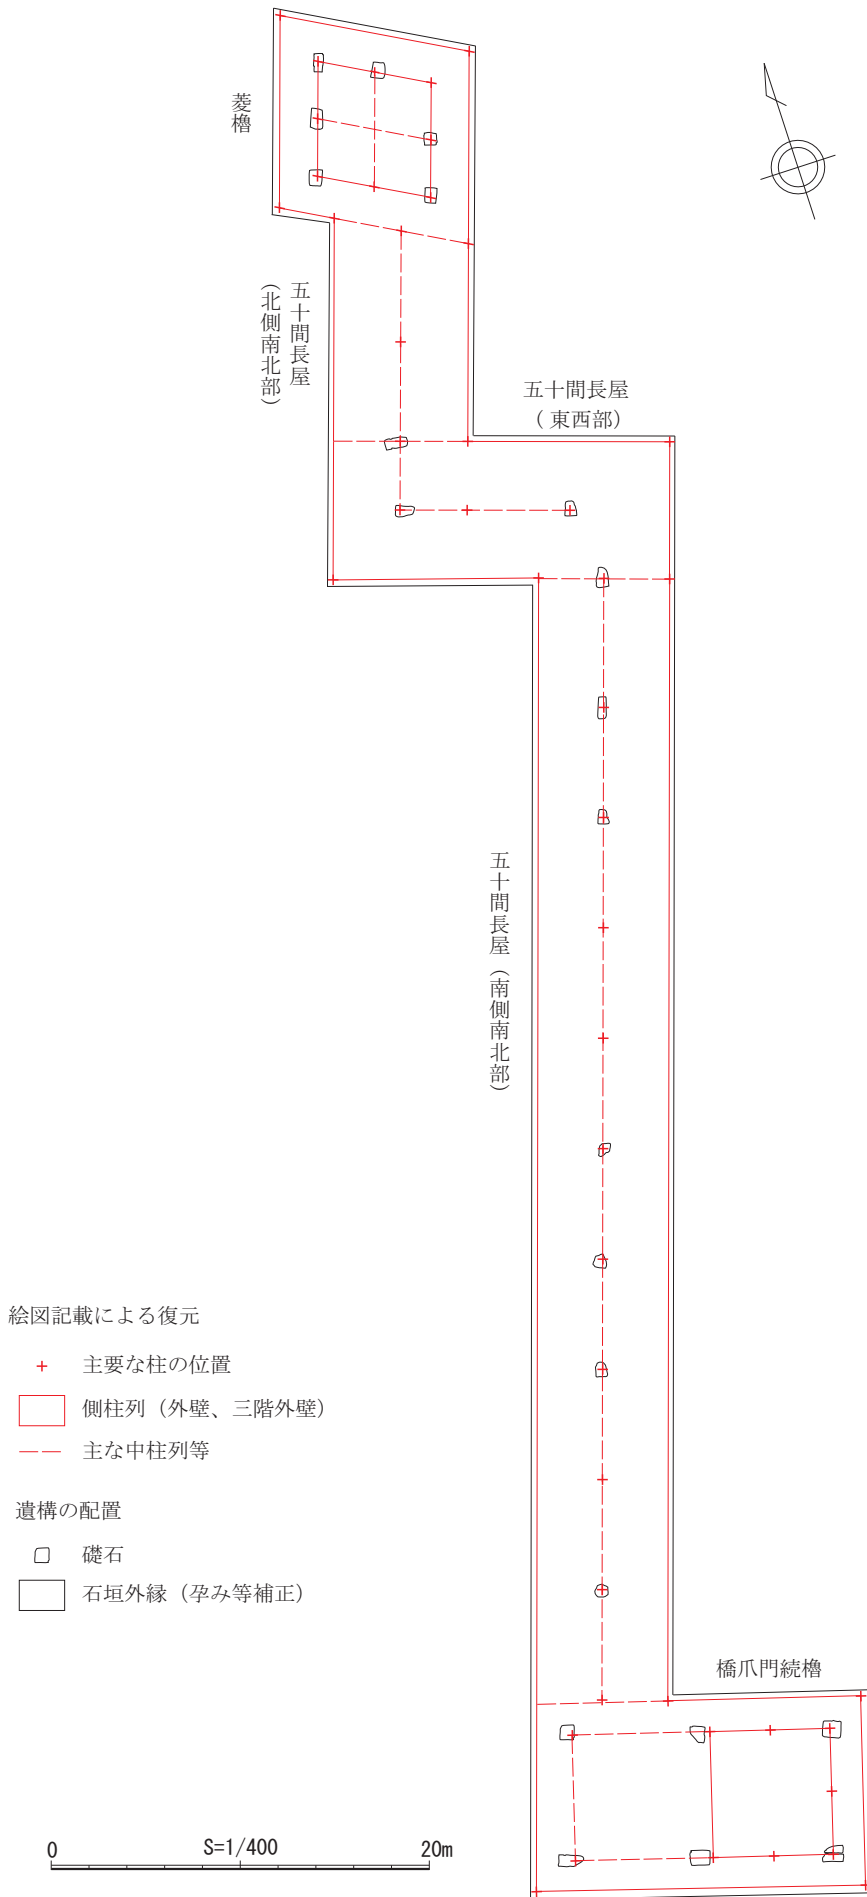 菱櫓
五十間長屋
（北側南北部）
五十間長屋
（東西部）
五十間長屋（南側南北部）
絵図記載による復元
主要な柱の位置
側柱列（外壁、三階外壁）
主な中柱列等
遺構の配置
礎石
石垣外縁（孕み等補正）
橋爪門続櫓
0 S=1/400 20m